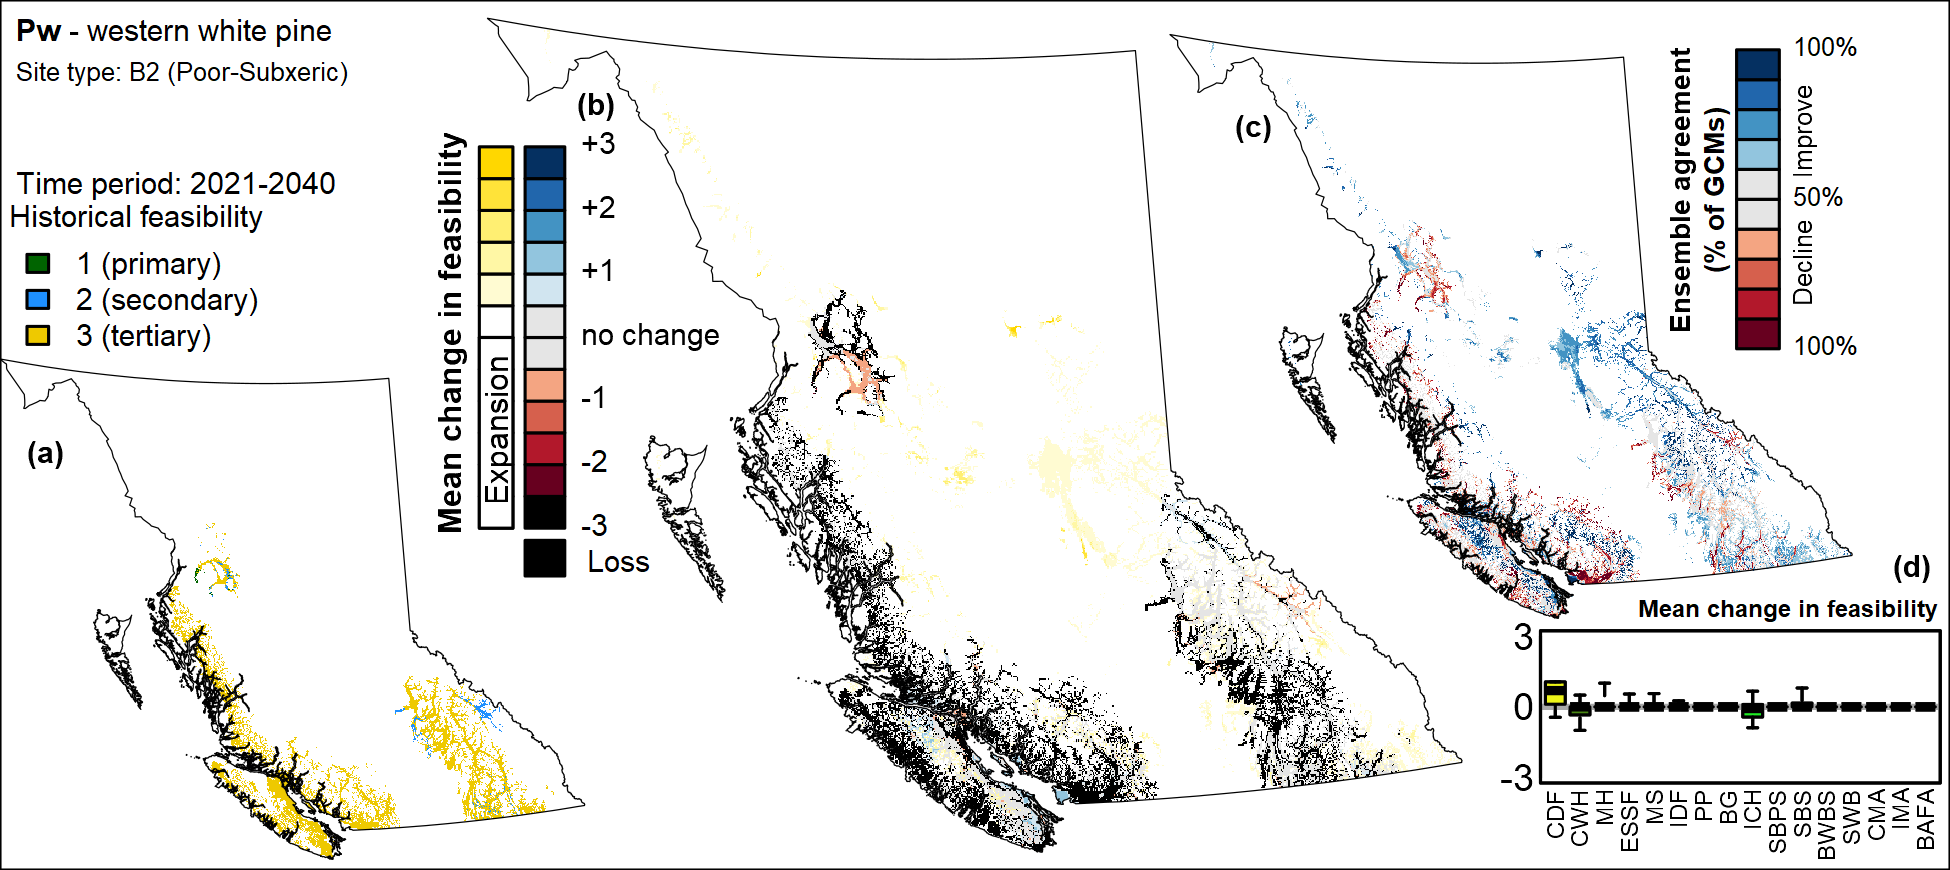 Pw - western white pine
Site type: B2 (Poor-Subxeric)
Time period: 2021-2040
Historical feasibility
1 (primary)
2 (secondary)
3 (tertiary)
(a)
(b)
Mean change in feasibility
Expansion
+3
+2
+1
no change
-1
-2
-3
Loss
(c)
Ensemble agreement
(% of GCMs)
100%
Improve
50%
Decline
100%
(d)
Mean change in feasibility
3
0
-3
CDF
CWH
MH
ESSF
MS
IDF
PP
BG
ICH
SBPS
SBS
BWBS
SWB
CMA
IMA
BAFA